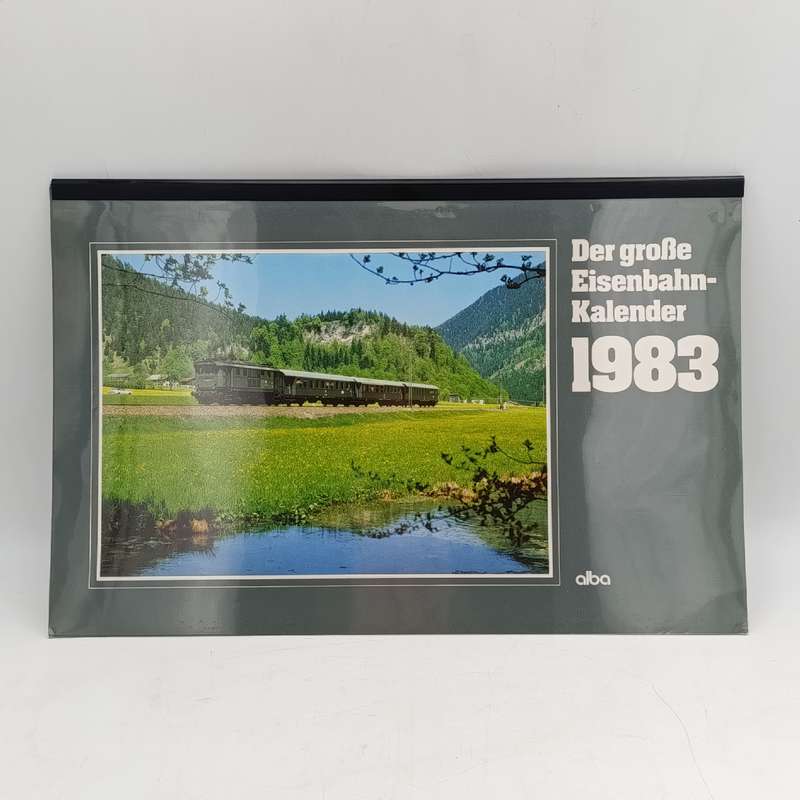 Der große
Eisenbahn-
Kalender
1983
alba